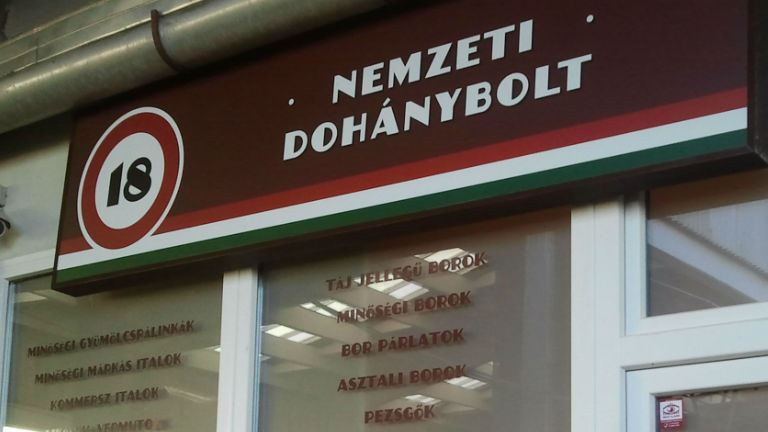 NEMZETI
DOHÁNYBOLT
18
TÁJ JELLEGŰ BOROK
MINŐSÉGI BOROK
BOR PÁRLATOK
ASZTALI BOROK
PEZSGŐK
MINŐSÉGI GYÜMÖLCSPÁLINKÁK
MINŐSÉGI MÁRKÁS ITALOK
KOMMERSZ ITALOK